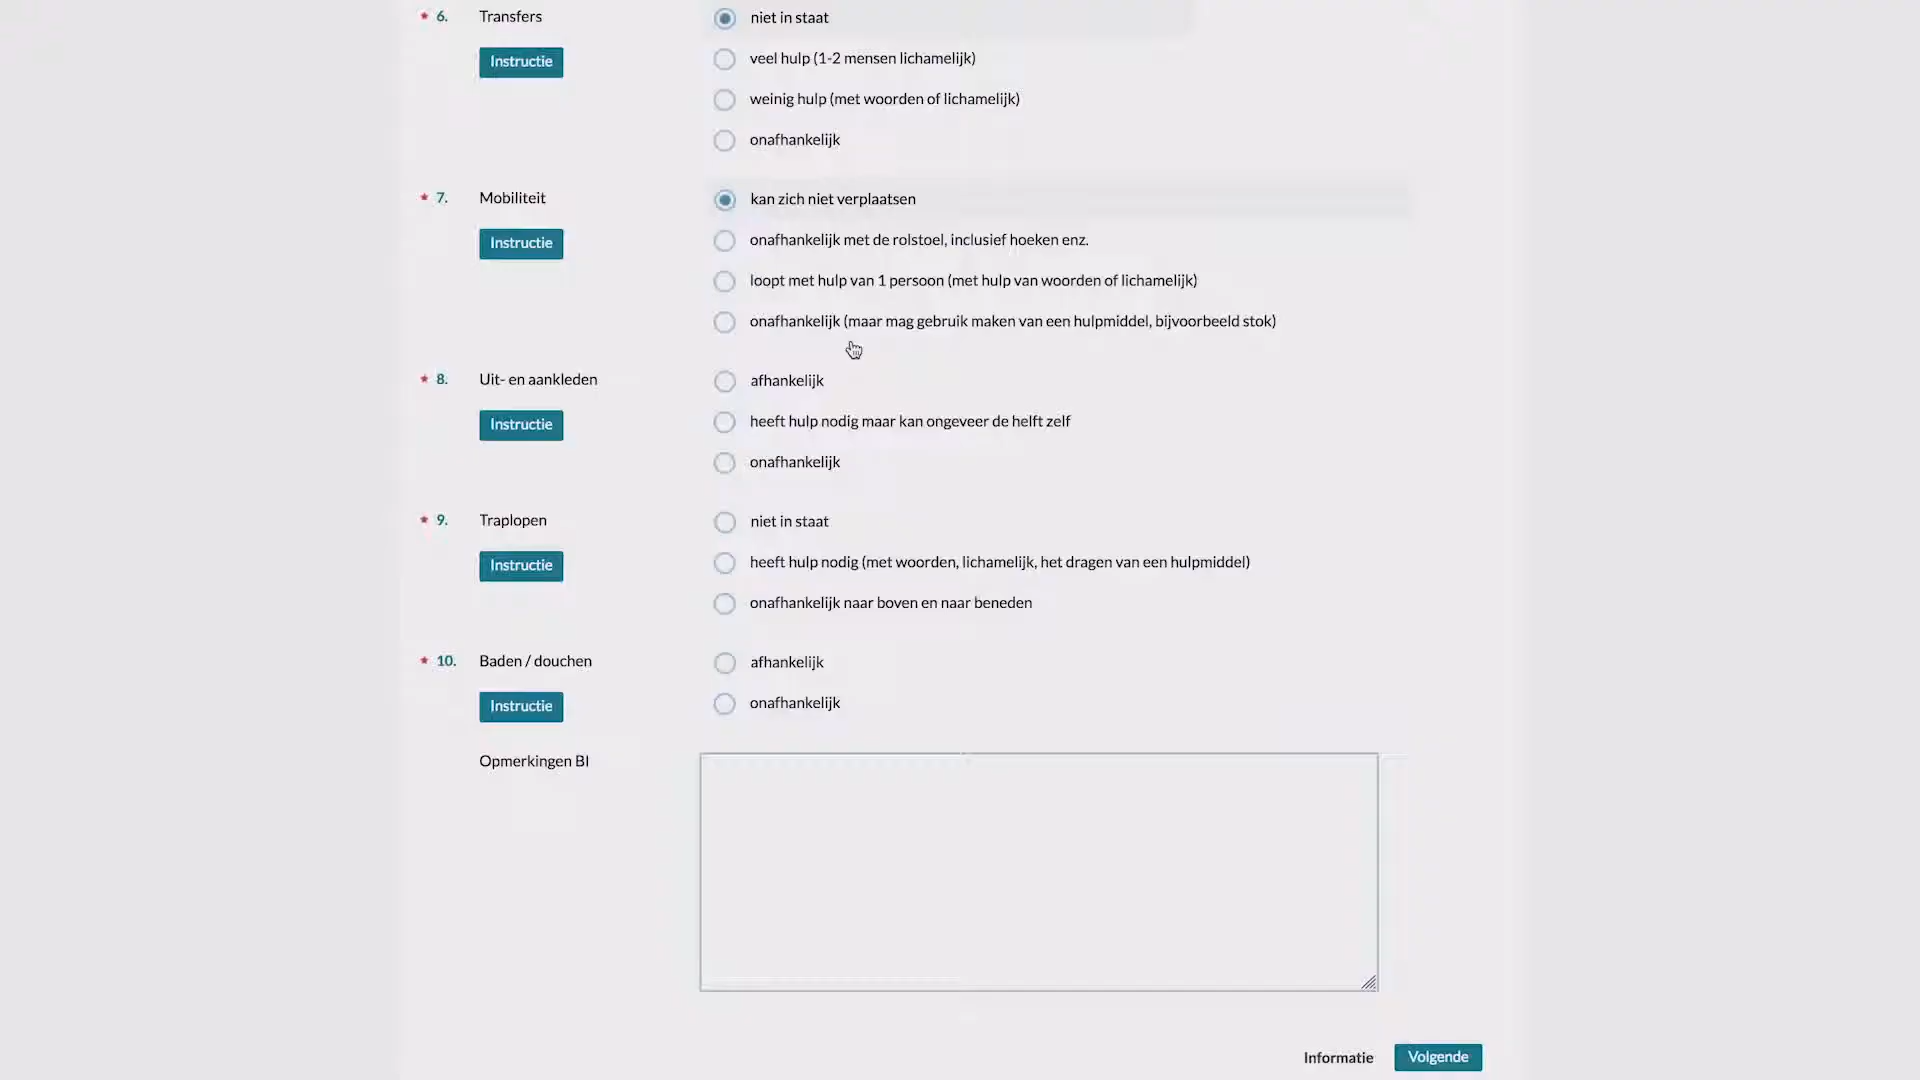 * 6. Transfers
niet in staat
Instructie
veel hulp (1-2 mensen lichamelijk)
weinig hulp (met woorden of lichamelijk)
onafhankelijk
* 7. Mobiliteit
kan zich niet verplaatsen
Instructie
onafhankelijk met de rolstoel, inclusief hoeken enz.
loopt met hulp van 1 persoon (met hulp van woorden of lichamelijk)
onafhankelijk (maar mag gebruik maken van een hulpmiddel, bijvoorbeeld stok)
* 8. Uit- en aankleden
afhankelijk
Instructie
heeft hulp nodig maar kan ongeveer de helft zelf
onafhankelijk
* 9. Traplopen
niet in staat
Instructie
heeft hulp nodig (met woorden, lichamelijk, het dragen van een hulpmiddel)
onafhankelijk naar boven en naar beneden
* 10. Baden / douchen
afhankelijk
Instructie
onafhankelijk
Opmerkingen BI
Informatie
Volgende